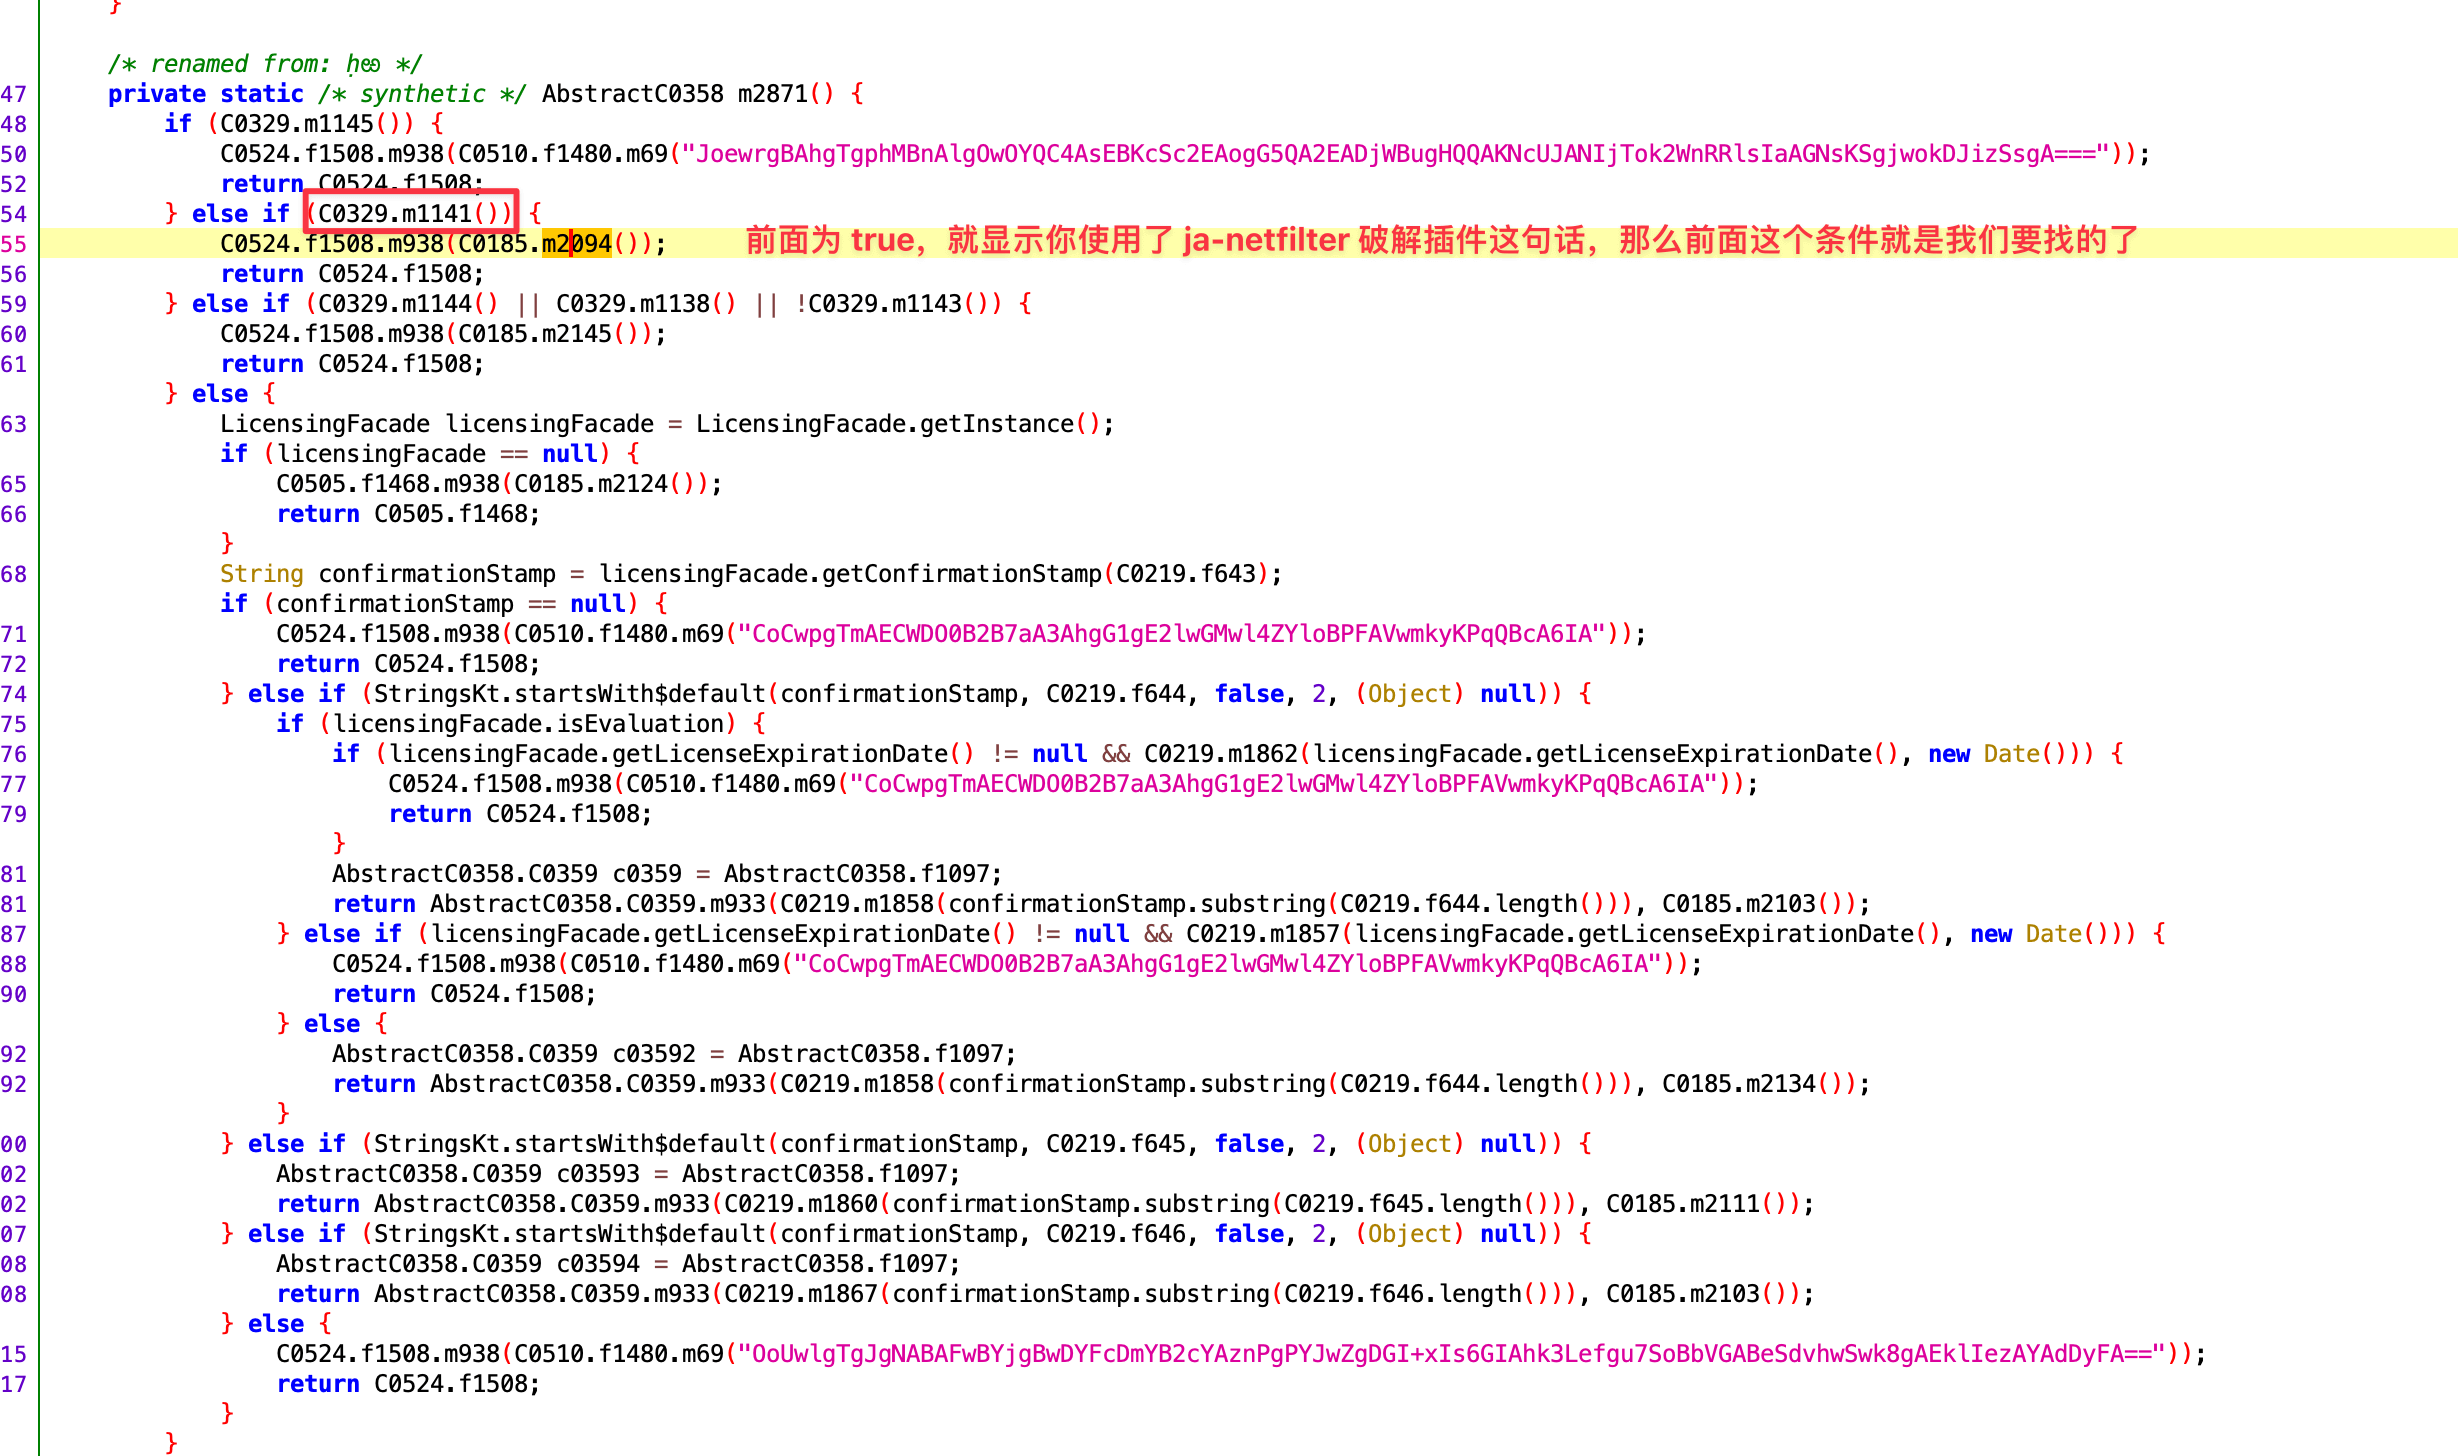 }
/* renamed from: ḥ */
47 private static /* synthetic */ AbstractC0358 m2871() {
48 if (C0329.m1145()) {
50 C0524.f1508.m938(C0510.f1480.m69("JoewrgBAhgTgphMBnAlgOwOYQC4AsEBKcSc2EAogG5QA2EADjWBugHQQAKNcUJANIjTok2WnRRlsIaAGNsKSgjwokDJizSsgA==="));
52 return C0524.f1508;
54 } else if (C0329.m1141()) {
55 C0524.f1508.m938(C0185.m2094()); 前面为 true，就显示你使用了 ja-netfilter 破解插件这句话，那么前面这个条件就是我们要找的了
56 return C0524.f1508;
59 } else if (C0329.m1144() || C0329.m1138() || !C0329.m1143()) {
60 C0524.f1508.m938(C0185.m2145());
61 return C0524.f1508;
} else {
63 LicensingFacade licensingFacade = LicensingFacade.getInstance();
if (licensingFacade == null) {
65 C0505.f1468.m938(C0185.m2124());
66 return C0505.f1468;
}
68 String confirmationStamp = licensingFacade.getConfirmationStamp(C0219.f643);
if (confirmationStamp == null) {
71 C0524.f1508.m938(C0510.f1480.m69("CoCwpgTmAECWDO0B2B7aA3AhgG1gE2lwGMwl4ZYloBPFAVwmkyKPqQBcA6IA"));
72 return C0524.f1508;
74 } else if (StringsKt.startsWith$default(confirmationStamp, C0219.f644, false, 2, (Object) null)) {
75 if (licensingFacade.isEvaluation) {
76 if (licensingFacade.getLicenseExpirationDate() != null && C0219.m1862(licensingFacade.getLicenseExpirationDate(), new Date())) {
77 C0524.f1508.m938(C0510.f1480.m69("CoCwpgTmAECWDO0B2B7aA3AhgG1gE2lwGMwl4ZYloBPFAVwmkyKPqQBcA6IA"));
79 return C0524.f1508;
}
81 AbstractC0358.C0359 c0359 = AbstractC0358.f1097;
81 return AbstractC0358.C0359.m933(C0219.m1858(confirmationStamp.substring(C0219.f644.length())), C0185.m2103());
87 } else if (licensingFacade.getLicenseExpirationDate() != null && C0219.m1857(licensingFacade.getLicenseExpirationDate(), new Date())) {
88 C0524.f1508.m938(C0510.f1480.m69("CoCwpgTmAECWDO0B2B7aA3AhgG1gE2lwGMwl4ZYloBPFAVwmkyKPqQBcA6IA"));
90 return C0524.f1508;
} else {
92 AbstractC0358.C0359 c03592 = AbstractC0358.f1097;
92 return AbstractC0358.C0359.m933(C0219.m1858(confirmationStamp.substring(C0219.f644.length())), C0185.m2134());
}
00 } else if (StringsKt.startsWith$default(confirmationStamp, C0219.f645, false, 2, (Object) null)) {
02 AbstractC0358.C0359 c03593 = AbstractC0358.f1097;
02 return AbstractC0358.C0359.m933(C0219.m1860(confirmationStamp.substring(C0219.f645.length())), C0185.m2111());
07 } else if (StringsKt.startsWith$default(confirmationStamp, C0219.f646, false, 2, (Object) null)) {
08 AbstractC0358.C0359 c03594 = AbstractC0358.f1097;
08 return AbstractC0358.C0359.m933(C0219.m1867(confirmationStamp.substring(C0219.f646.length())), C0185.m2103());
} else {
15 C0524.f1508.m938(C0510.f1480.m69("OoUwlgTgJgNABAFwBYjgBwDYFcDmYB2cYAznPgPYJwZgDGI+xIs6GIAhk3Lefgu7SoBbVGABeSdvhwSwk8gAEklIezAYAdDyFA=="));
17 return C0524.f1508;
}
}